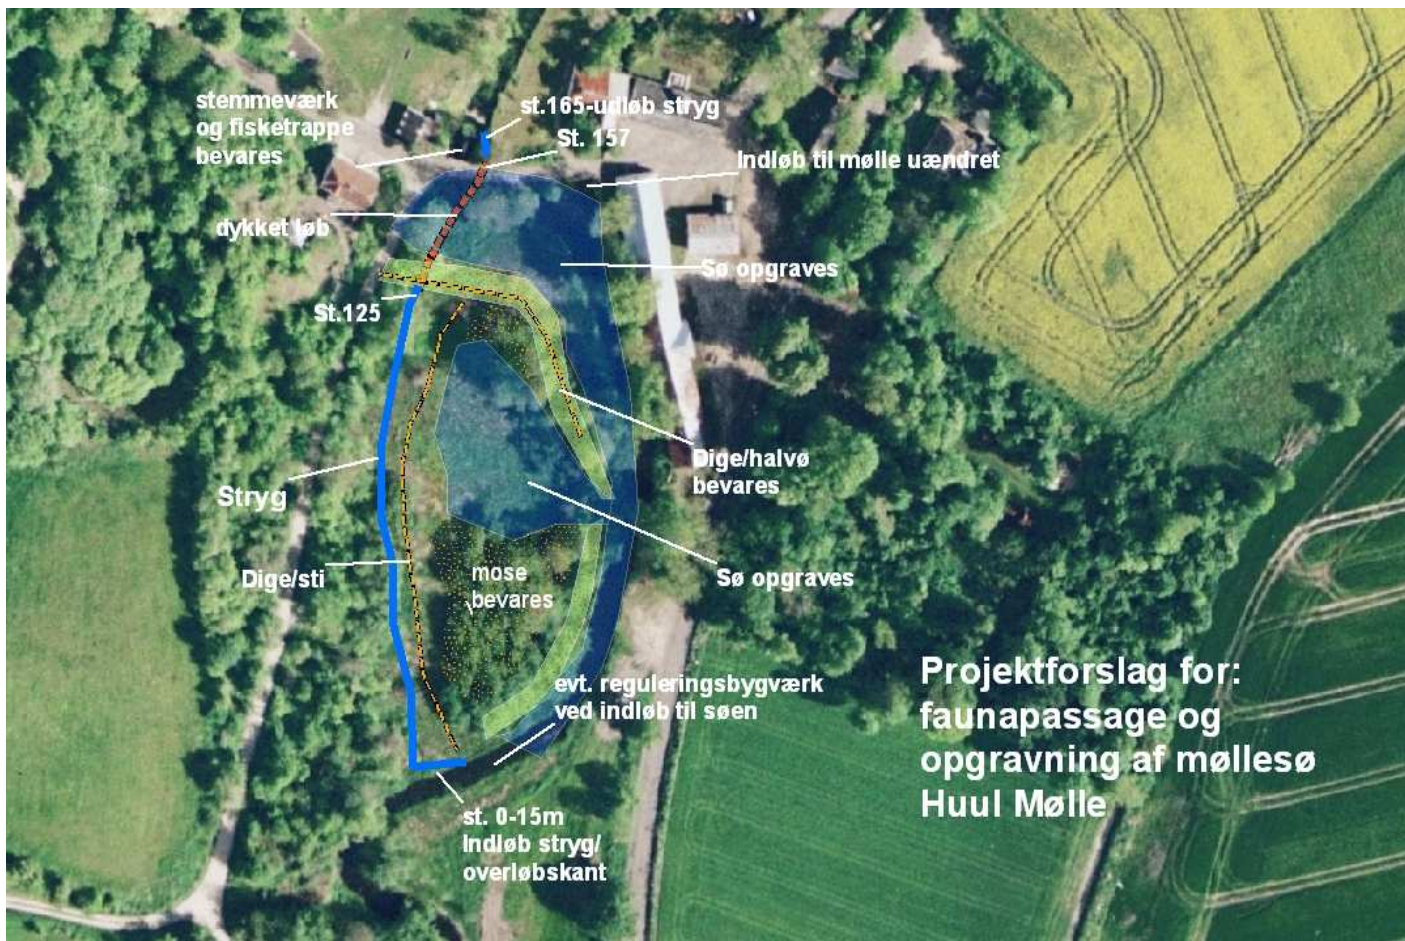 stemmeværk
og fisketrappe
bevares
st.165-udløb stryg
St. 157
Indløb til mølle uændret
dykket løb
Sø opgraves
St.125
Dige/halvø
bevares
Stryg
Dige/sti
mose
bevares
Sø opgraves
evt. reguleringsbygværk
ved indløb til søen
Projektforslag for:
faunapassage og
opgravning af møllesø
Huul Mølle
st. 0-15m
Indløb stryg/
overløbskant